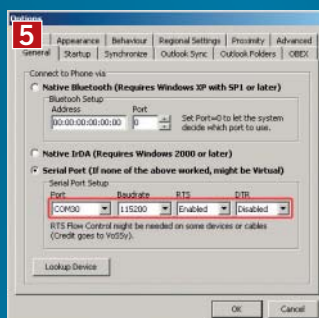 Options
5
Appearance Behaviour Regional Settings Proximity Advanced
General Startup Synchronize Outlook Sync Outlook Folders OBEX
Connect to Phone via
Native Bluetooth (Requires Windows XP with SP1 or later)
Bluetooth Setup
Address Port
00:00:00:00:00:00 0 Set Port=0 to let the system
decide which port to use.
Native IrDA (Requires Windows 2000 or later)
Serial Port (If none of the above worked, might be Virtual)
Serial Port Setup
Port Baudrate RTS DTR
COM30 115200 Enabled Disabled
RTS Flow Control might be needed on some devices or cables
(Credit goes to VoSSy).
Lookup Device
OK Cancel